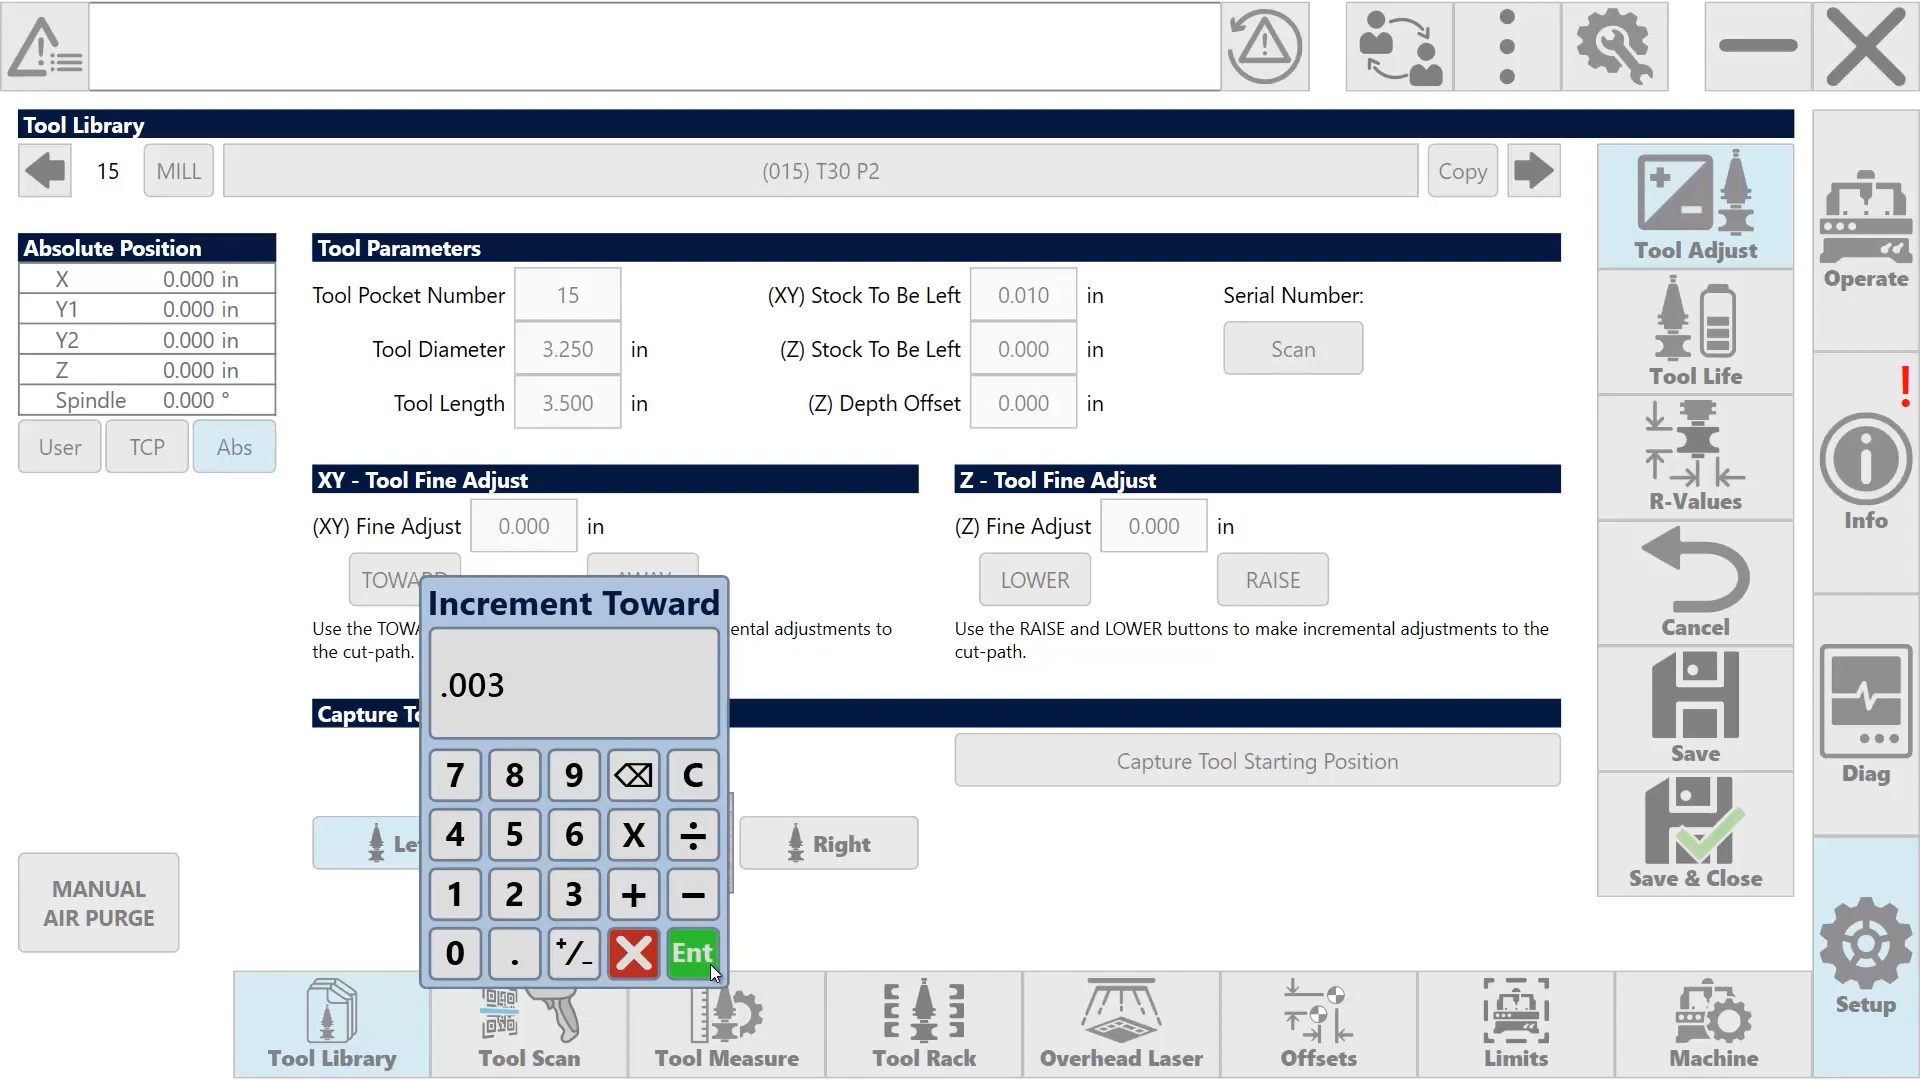 Tool Library
15
MILL
(015) T30 P2
Copy
Absolute Position
X 0.000 in
Y1 0.000 in
Y2 0.000 in
Z 0.000 in
Spindle 0.000 °
User
TCP
Abs
MANUAL
AIR PURGE
Tool Parameters
Tool Pocket Number 15
Tool Diameter 3.250 in
Tool Length 3.500 in
(XY) Stock To Be Left 0.010 in
(Z) Stock To Be Left 0.000 in
(Z) Depth Offset 0.000 in
Serial Number:
Scan
XY - Tool Fine Adjust
(XY) Fine Adjust 0.000 in
TOWARD
AWAY
Use the TOWA
ental adjustments to
the cut-path.
Z - Tool Fine Adjust
(Z) Fine Adjust 0.000 in
LOWER
RAISE
Use the RAISE and LOWER buttons to make incremental adjustments to the
cut-path.
Capture To
Capture Tool Starting Position
Le
Right
Increment Toward
.003
7 8 9 ⌫ C
4 5 6 X ÷
1 2 3 + −
0 . +/- Ent
Tool Adjust
Tool Life
R-Values
Cancel
Save
Save & Close
Operate
!
Info
Diag
Setup
Tool Library
Tool Scan
Tool Measure
Tool Rack
Overhead Laser
Offsets
Limits
Machine